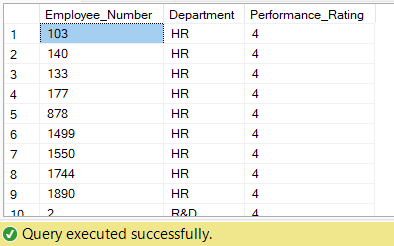 Employee_Number Department Performance_Rating
1 103 HR 4
2 140 HR 4
3 133 HR 4
4 177 HR 4
5 878 HR 4
6 1499 HR 4
7 1550 HR 4
8 1744 HR 4
9 1890 HR 4
10 2 R&D 4
Query executed successfully.